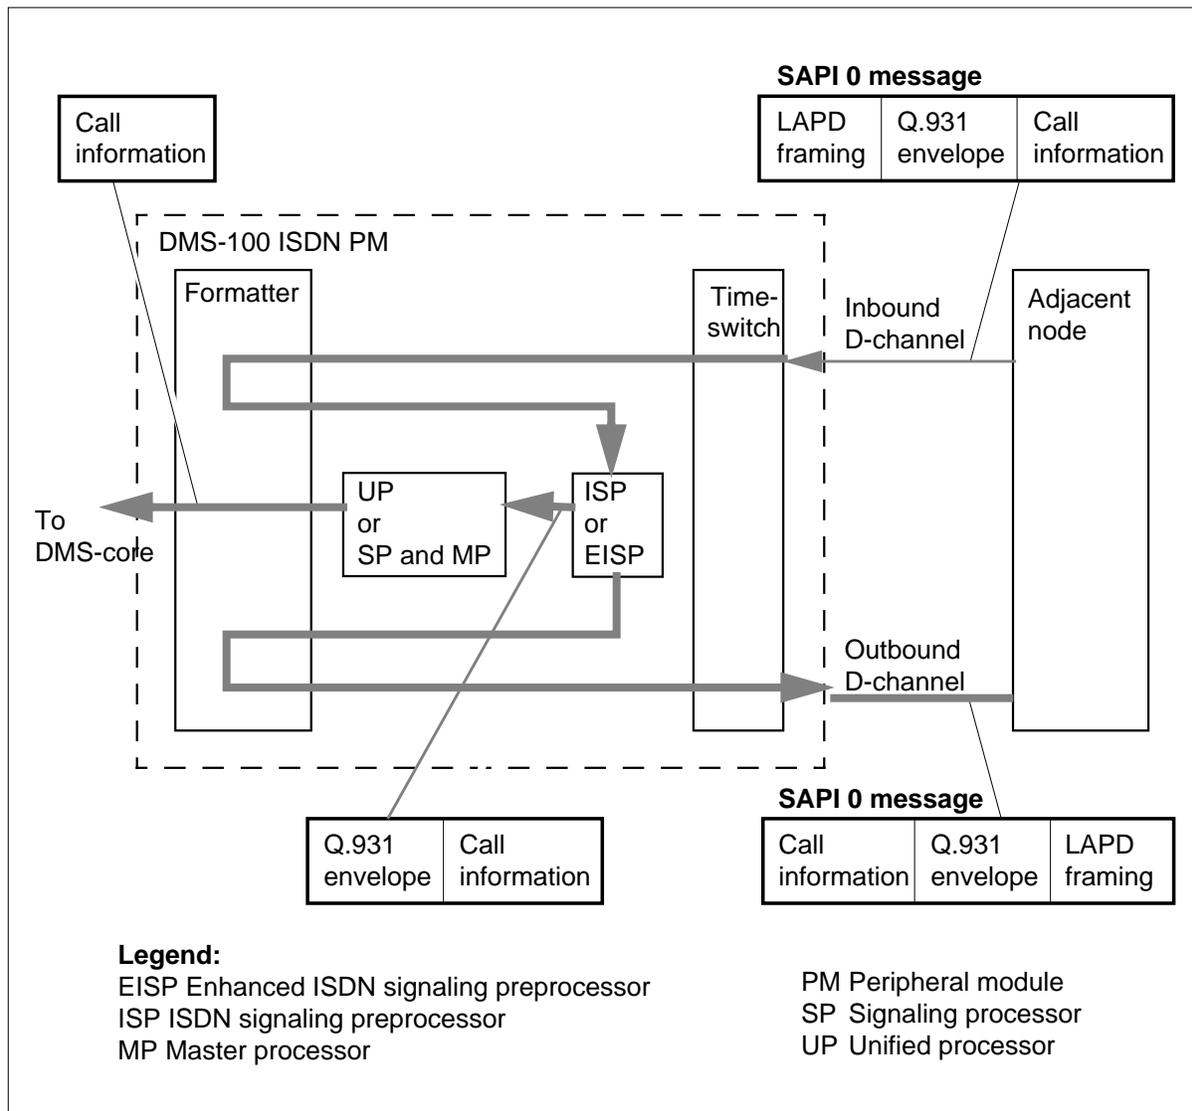 SAPI 0 message
Call
information
LAPD
framing
Q.931
envelope
Call
information
DMS-100 ISDN PM
Formatter
Time-
switch
Inbound
D-channel
Adjacent
node
UP
or
SP and MP
ISP
or
EISP
To
DMS-core
Outbound
D-channel
SAPI 0 message
Q.931
envelope
Call
information
Call
information
Q.931
envelope
LAPD
framing
Legend:
EISP Enhanced ISDN signaling preprocessor
ISP ISDN signaling preprocessor
MP Master processor
PM Peripheral module
SP Signaling processor
UP Unified processor